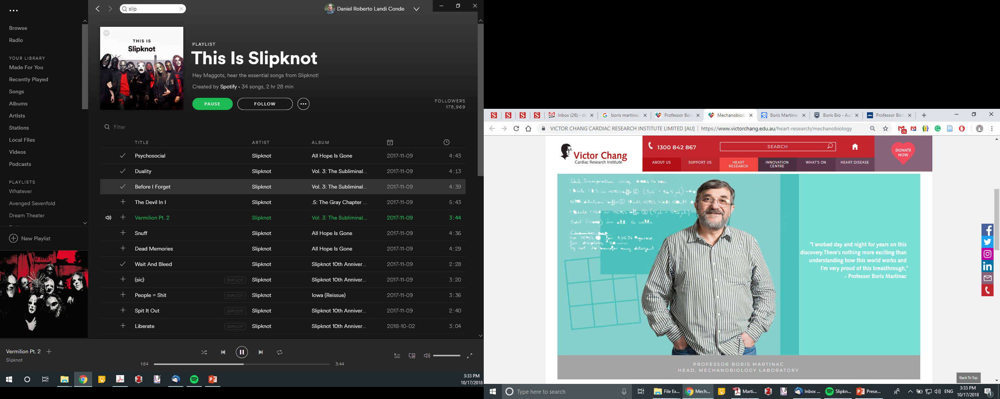 slip
Daniel Roberto Landi Conde
Browse
Radio
YOUR LIBRARY
Made For You
Recently Played
Songs
Albums
Artists
Stations
Local Files
Videos
Podcasts
PLAYLISTS
Whatever
Avenged Sevenfold
Dream Theater
New Playlist
THIS IS
Slipknot
PLAYLIST
This Is Slipknot
Hey Maggots, hear the essential songs from Slipknot!
Created by Spotify • 34 songs, 2 hr 28 min
PAUSE
FOLLOW
FOLLOWERS
178,969
Filter
TITLE ARTIST ALBUM
Psychosocial Slipknot All Hope Is Gone 2017-11-09 4:43
Duality Slipknot Vol. 3: The Subliminal... 2017-11-09 4:13
Before I Forget Slipknot Vol. 3: The Subliminal... 2017-11-09 4:39
The Devil In I Slipknot .5: The Gray Chapter ... 2017-11-09 5:43
Vermilion Pt. 2 Slipknot Vol. 3: The Subliminal... 2017-11-09 3:44
Snuff Slipknot All Hope Is Gone 2017-11-09 4:36
Dead Memories Slipknot All Hope Is Gone 2017-11-09 4:29
Wait And Bleed Slipknot Slipknot 10th Anniver... 2017-11-09 2:28
(sic) EXPLICIT Slipknot Slipknot 10th Anniver... 2017-11-09 3:20
People = Shit EXPLICIT Slipknot Iowa (Reissue) 2017-11-09 3:36
Spit It Out EXPLICIT Slipknot Slipknot 10th Anniver... 2017-11-09 2:40
Liberate EXPLICIT Slipknot Slipknot 10th Anniver... 2018-10-02 3:04
Vermilion Pt. 2
Slipknot
1:54
3:44
3:33 PM
10/17/2018
20+
Inbox (26) - da
boris martinac
Professor Bori
Mechanobiolo
Boris Martinac
Boris Bio - Aus
Professor Bori
VICTOR CHANG CARDIAC RESEARCH INSTITUTE LIMITED [AU] | https://www.victorchang.edu.au/heart-research/mechanobiology
26
Victor Chang
Cardiac Research Institute
1300 842 867
SEARCH
DONATE
NOW
ABOUT US
SUPPORT US
HEART
RESEARCH
INNOVATION
CENTRE
WHAT'S ON
HEART DISEASE
Add (<1000) in all 16 wells
Try not to transfer any detergent
"I worked day and night for years on this
discovery.There's nothing more exciting than
understanding how this world works and
I'm very proud of this breakthrough,"
- Professor Boris Martinac
PROFESSOR BORIS MARTINAC
HEAD, MECHANOBIOLOGY LABORATORY
Back To Top
Type here to search
File Ex...
Mech...
Marti...
Inbox ...
Slipkn...
Prese...
ENG
3:33 PM
10/17/2018
1